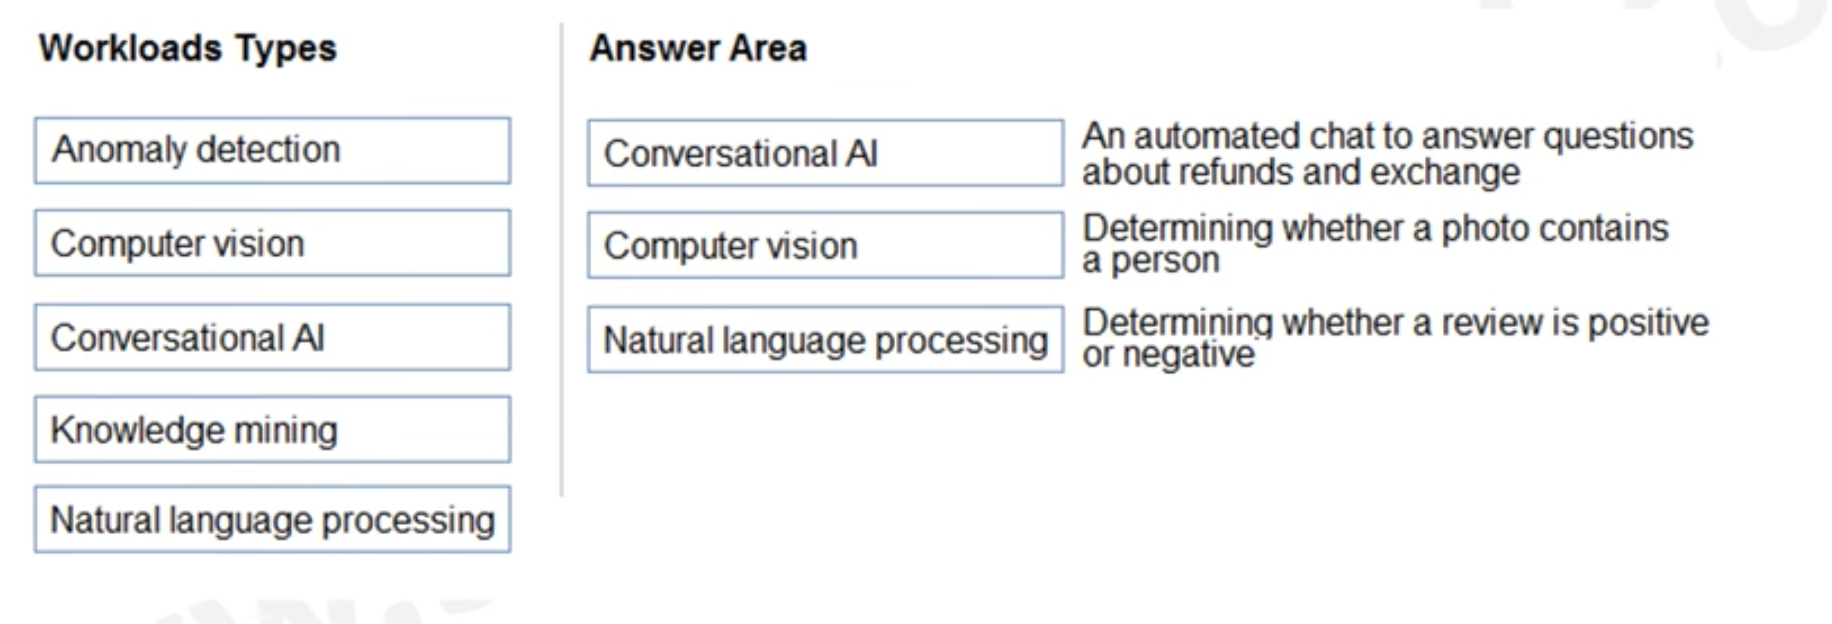 Workloads Types
Anomaly detection
Computer vision
Conversational AI
Knowledge mining
Natural language processing
Answer Area
Conversational AI
An automated chat to answer questions
about refunds and exchange
Computer vision
Determining whether a photo contains
a person
Natural language processing
Determining whether a review is positive
or negative